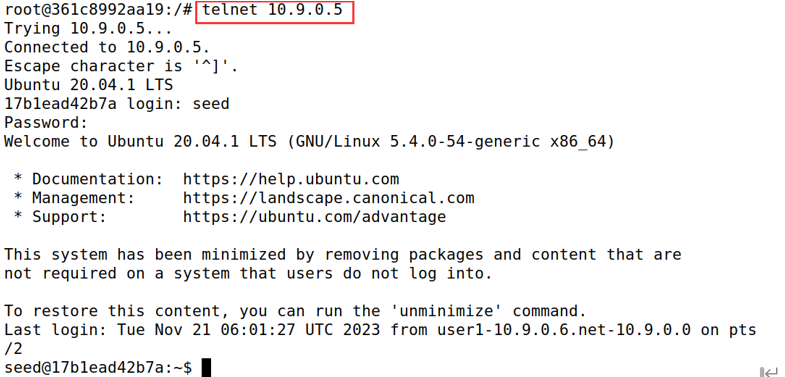 root@361c8992aa19:/# telnet 10.9.0.5
Trying 10.9.0.5...
Connected to 10.9.0.5.
Escape character is '^]'.
Ubuntu 20.04.1 LTS
17b1ead42b7a login: seed
Password:
Welcome to Ubuntu 20.04.1 LTS (GNU/Linux 5.4.0-54-generic x86_64)

 * Documentation:  https://help.ubuntu.com
 * Management:     https://landscape.canonical.com
 * Support:        https://ubuntu.com/advantage

This system has been minimized by removing packages and content that are
not required on a system that users do not log into.

To restore this content, you can run the 'unminimize' command.
Last login: Tue Nov 21 06:01:27 UTC 2023 from user1-10.9.0.6.net-10.9.0.0 on pts
/2
seed@17b1ead42b7a:~$